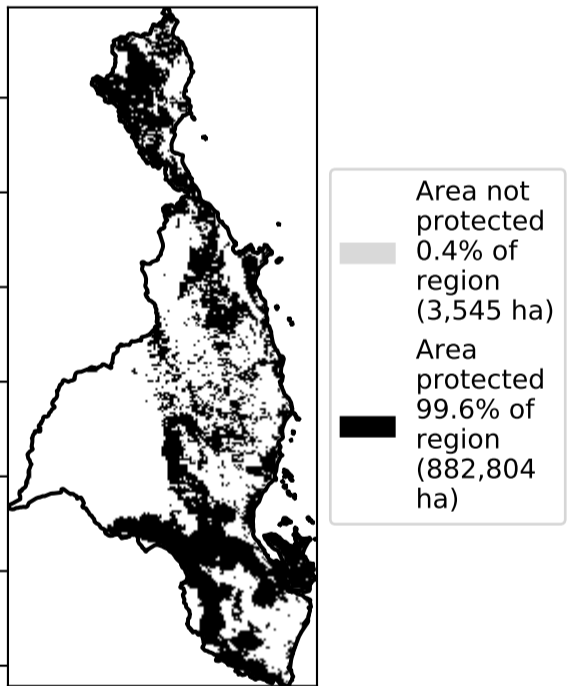 Area not
protected
0.4% of
region
(3,545 ha)
Area
protected
99.6% of
region
(882,804
ha)